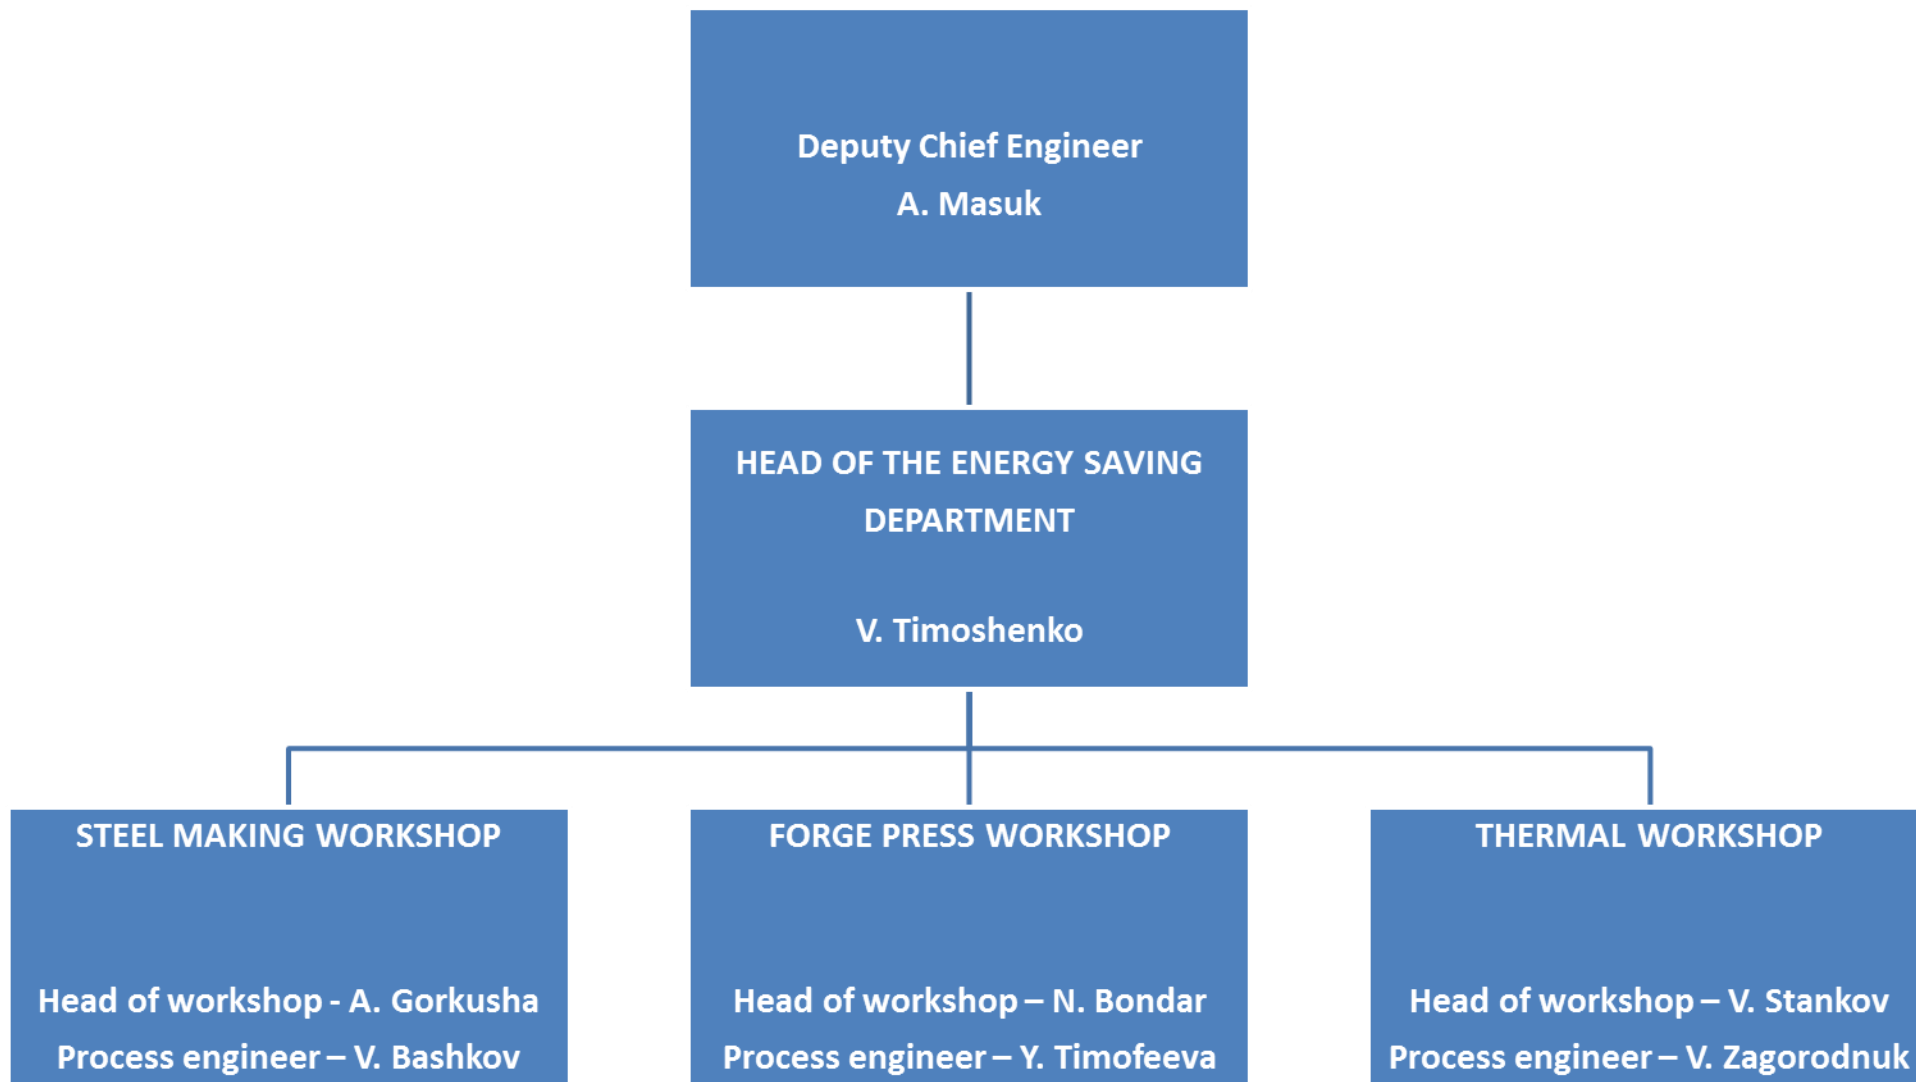 Deputy Chief Engineer
A. Masuk
HEAD OF THE ENERGY SAVING
DEPARTMENT
V. Timoshenko
STEEL MAKING WORKSHOP
Head of workshop - A. Gorkusha
Process engineer – V. Bashkov
FORGE PRESS WORKSHOP
Head of workshop – N. Bondar
Process engineer – Y. Timofeeva
THERMAL WORKSHOP
Head of workshop – V. Stankov
Process engineer – V. Zagorodnuk